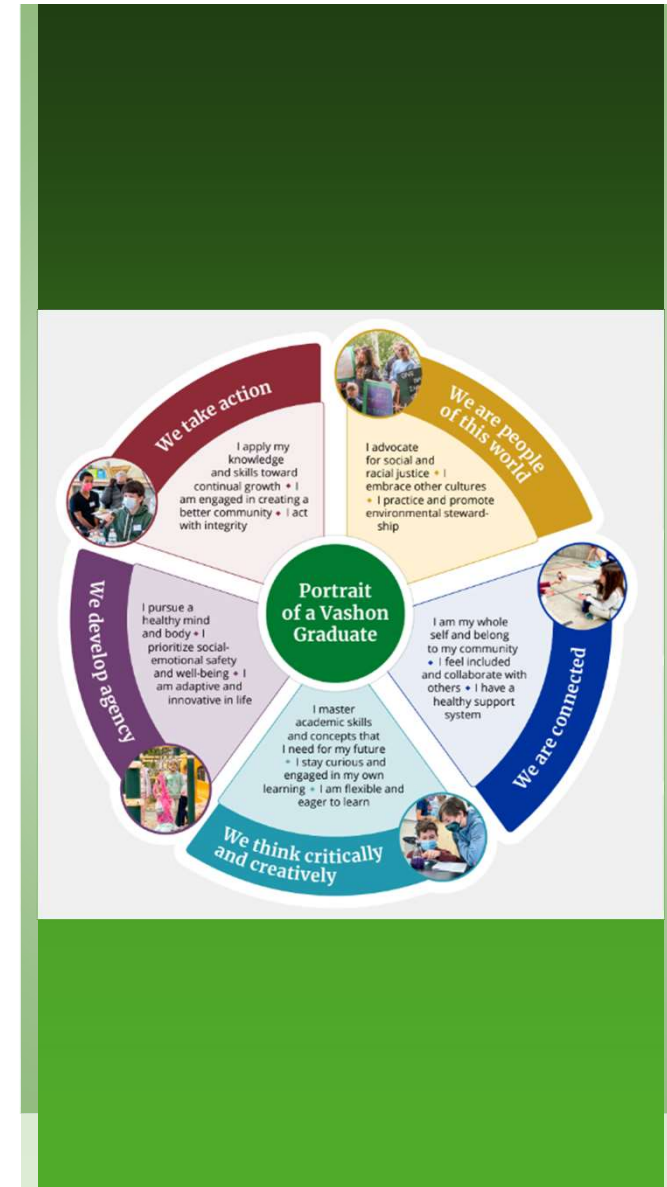 Portrait
of a Vashon
Graduate
We take action
I apply my
knowledge
and skills toward
continual growth • I
am engaged in creating a
better community • I act
with integrity
We are people
of this world
I advocate
for social and
racial justice • I
embrace other cultures
• I practice and promote
environmental steward-
ship
We are connected
I am my whole
self and belong
to my community
• I feel included
and collaborate with
others • I have a
healthy support
system
We think critically
and creatively
I master
academic skills
and concepts that
I need for my future
• I stay curious and
engaged in my own
learning • I am flexible and
eager to learn
We develop agency
I pursue a
healthy mind
and body • I
prioritize social-
emotional safety
and well-being • I
am adaptive and
innovative in life